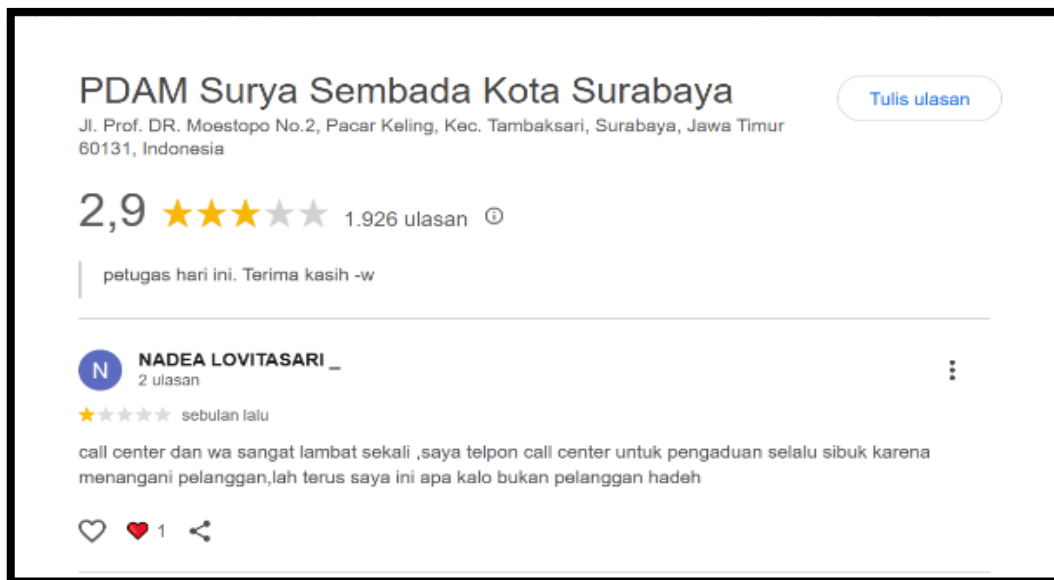 PDAM Surya Sembada Kota Surabaya
Tulis ulasan
Jl. Prof. DR. Moestopo No.2, Pacar Keling, Kec. Tambaksari, Surabaya, Jawa Timur
60131, Indonesia
2,9 1.926 ulasan
petugas hari ini. Terima kasih -w
N
NADEA LOVITASARI _
2 ulasan
sebulan lalu
call center dan wa sangat lambat sekali ,saya telpon call center untuk pengaduan selalu sibuk karena
menangani pelanggan,lah terus saya ini apa kalo bukan pelanggan hadeh
1